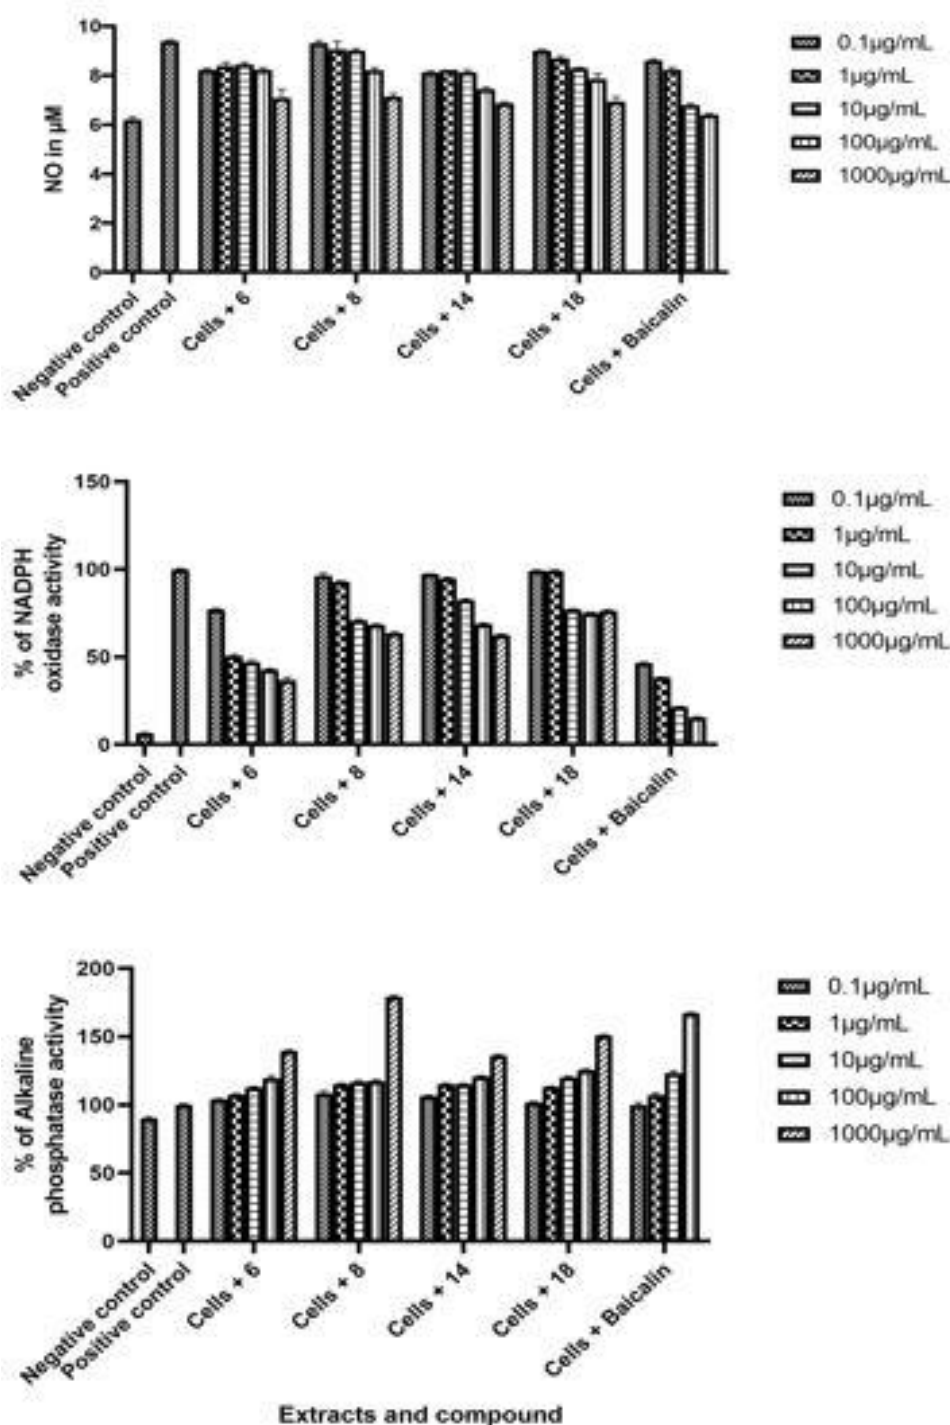 10
8
6
4
2
0
NO in µM
Negative control
Positive control
Cells + 6
Cells + 8
Cells + 14
Cells + 18
Cells + Baicalin
0.1µg/mL
1µg/mL
10µg/mL
100µg/mL
1000µg/mL
150
100
50
0
% of NADPH
oxidase activity
Negative control
Positive control
Cells + 6
Cells + 8
Cells + 14
Cells + 18
Cells + Baicalin
0.1µg/mL
1µg/mL
10µg/mL
100µg/mL
1000µg/mL
200
150
100
50
0
% of Alkaline
phosphatase activity
Negative control
Positive control
Cells + 6
Cells + 8
Cells + 14
Cells + 18
Cells + Baicalin
0.1µg/mL
1µg/mL
10µg/mL
100µg/mL
1000µg/mL
Extracts and compound